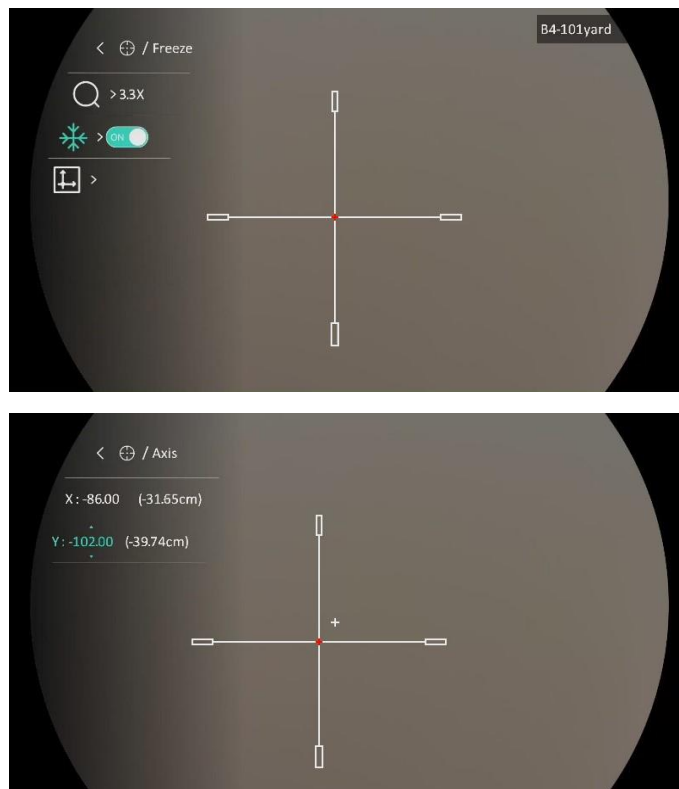 B4-101yard
/ Freeze
> 3.3X
> ON
>
/ Axis
X : -86.00 (-31.65cm)
Y : -102.00 (-39.74cm)